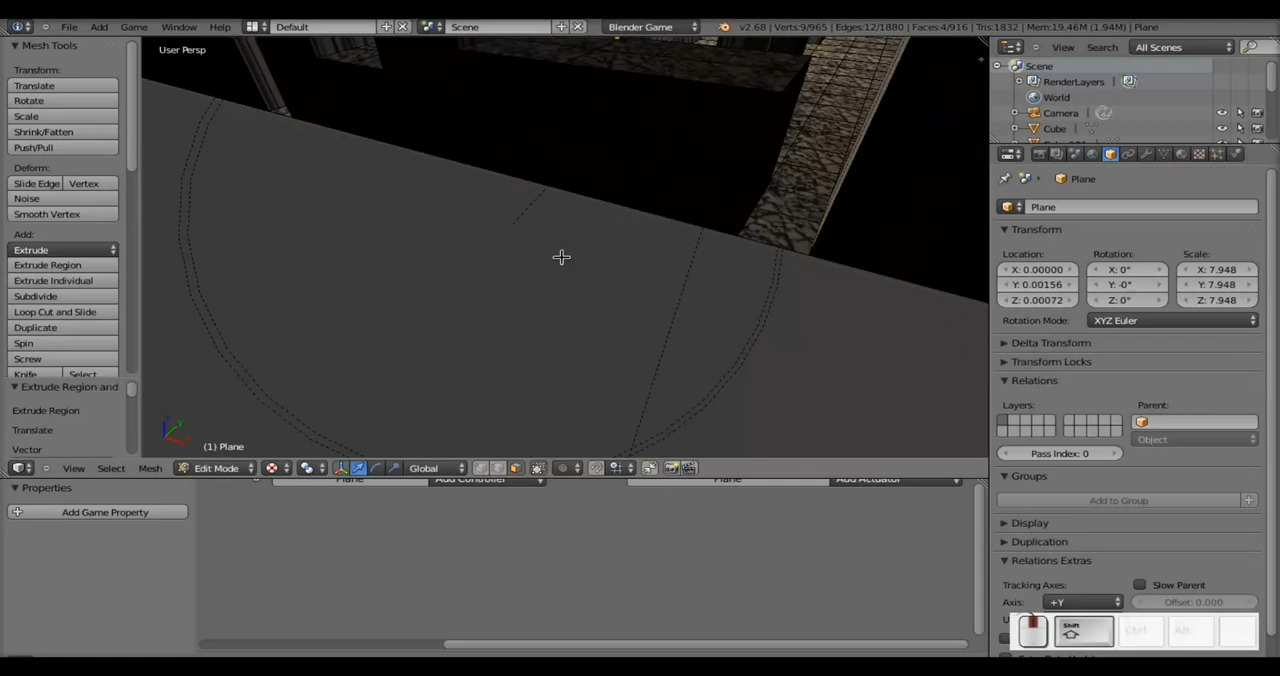 File Add Game Window Help Default Scene Blender Game v2.68 | Verts:9/965 | Edges:12/1880 | Faces:4/916 | Tris:1832 | Mem:19.46M (1.94M) | Plane
Mesh Tools
Transform:
Translate
Rotate
Scale
Shrink/Fatten
Push/Pull
Deform:
Slide Edge Vertex
Noise
Smooth Vertex
Add:
Extrude
Extrude Region
Extrude Individual
Subdivide
Loop Cut and Slide
Duplicate
Spin
Screw
Knife Select
Extrude Region and
Extrude Region
Translate
Vector
User Persp
(1) Plane
View Select Mesh Edit Mode Global
Properties
Add Game Property
Plane Add Controller Plane Add Actuator
View Search All Scenes
Scene
RenderLayers |
World
Camera
Cube
Plane
Plane
Transform
Location: Rotation: Scale:
X: 0.00000 X: 0° X: 7.948
Y: 0.00156 Y: -0° Y: 7.948
Z: 0.00072 Z: 0° Z: 7.948
Rotation Mode: XYZ Euler
Delta Transform
Transform Locks
Relations
Layers: Parent:
Pass Index: 0
Groups
Add to Group
Display
Duplication
Relations Extras
Tracking Axes: Slow Parent
Axis: +Y Offset: 0.000
Shift Ctrl Alt